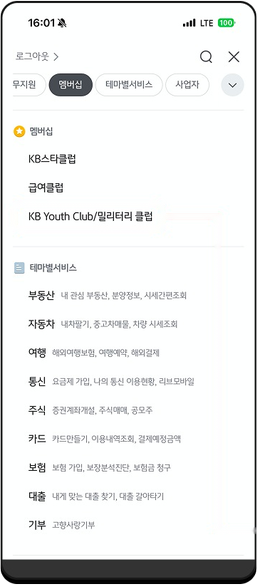 16:01 LTE 100
로그아웃
무지원 멤버십 테마별서비스 사업자
멤버십
KB스타클럽
급여클럽
KB Youth Club/밀리터리 클럽
테마별서비스
부동산 내 관심 부동산, 분양정보, 시세간편조회
자동차 내차팔기, 중고차매물, 차량 시세조회
여행 해외여행보험, 여행예약, 해외결제
통신 요금제 가입, 나의 통신 이용현황, 리브모바일
주식 증권계좌개설, 주식매매, 공모주
카드 카드만들기, 이용내역조회, 결제예정금액
보험 보험 가입, 보장분석진단, 보험금 청구
대출 내게 맞는 대출 찾기, 대출 갈아타기
기부 고향사랑기부